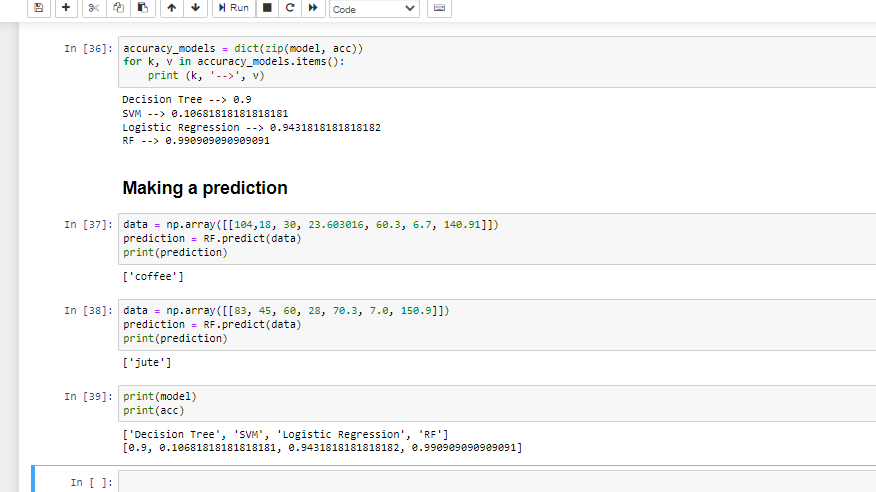 Run
Code
In [36]:
accuracy_models = dict(zip(model, acc))
for k, v in accuracy_models.items():
    print (k, '-->', v)
Decision Tree --> 0.9
SVM --> 0.10681818181818181
Logistic Regression --> 0.9431818181818182
RF --> 0.990909090909091
Making a prediction
In [37]:
data = np.array([[104,18, 30, 23.603016, 60.3, 6.7, 140.91]])
prediction = RF.predict(data)
print(prediction)
['coffee']
In [38]:
data = np.array([[83, 45, 60, 28, 70.3, 7.0, 150.9]])
prediction = RF.predict(data)
print(prediction)
['jute']
In [39]:
print(model)
print(acc)
['Decision Tree', 'SVM', 'Logistic Regression', 'RF']
[0.9, 0.10681818181818181, 0.9431818181818182, 0.990909090909091]
In [ ]: